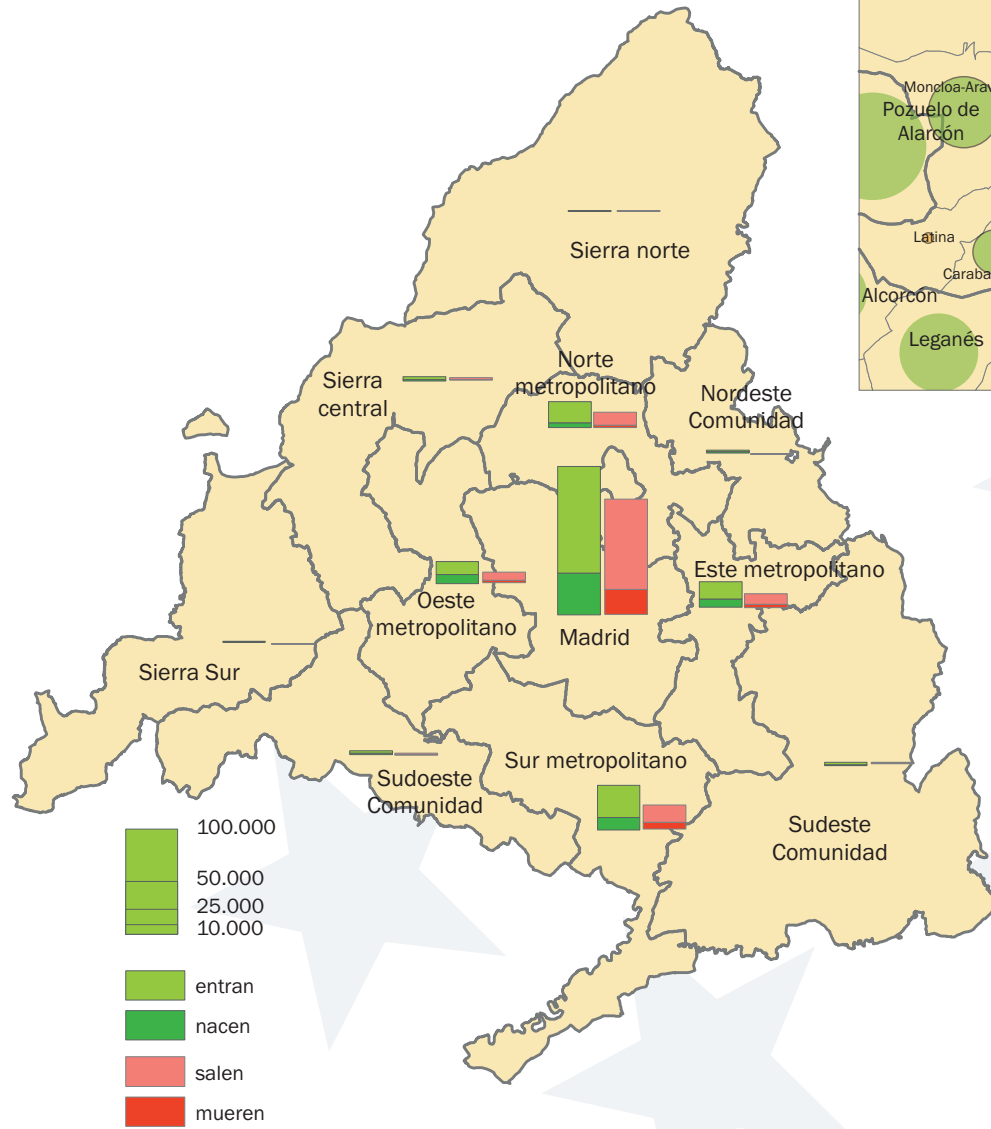 Moncloa-Arav
Pozuelo de
Alarcón
Latina
Caraba
Alcorcón
Leganés
Sierra norte
Norte
metropolitano
Sierra
central
Nordeste
Comunidad
Este metropolitano
Oeste
metropolitano
Madrid
Sierra Sur
Sur metropolitano
Sudoeste
Comunidad
Sudeste
Comunidad
100.000
50.000
25.000
10.000
entran
nacen
salen
mueren